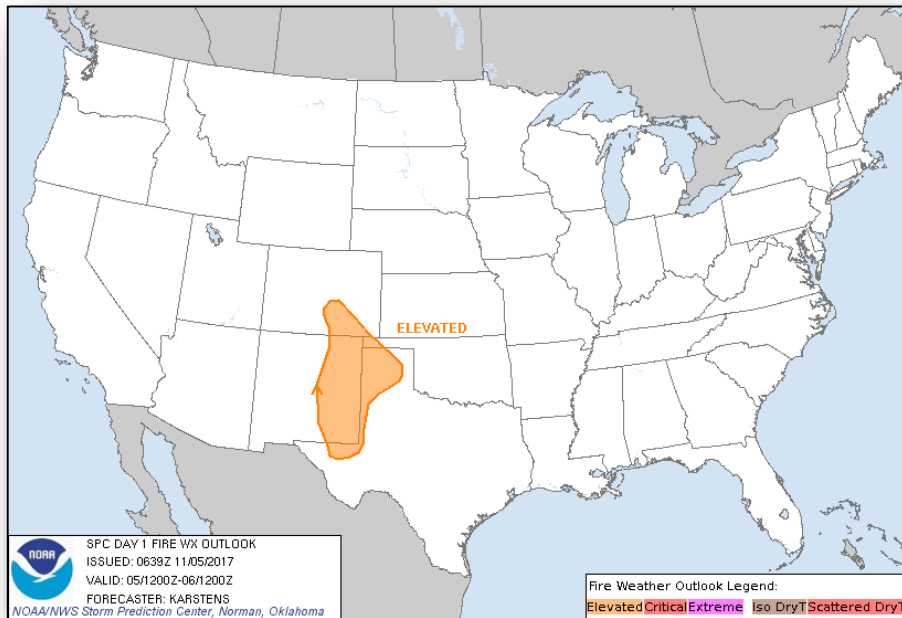 ELEVATED
NOAA
SPC DAY 1 FIRE WX OUTLOOK
ISSUED: 0639Z 11/05/2017
VALID: 05/1200Z-06/1200Z
FORECASTER: KARSTENS
NOAA/NWS Storm Prediction Center, Norman, Oklahoma
Fire Weather Outlook Legend:
Elevated Critical Extreme Iso DryT Scattered DryT